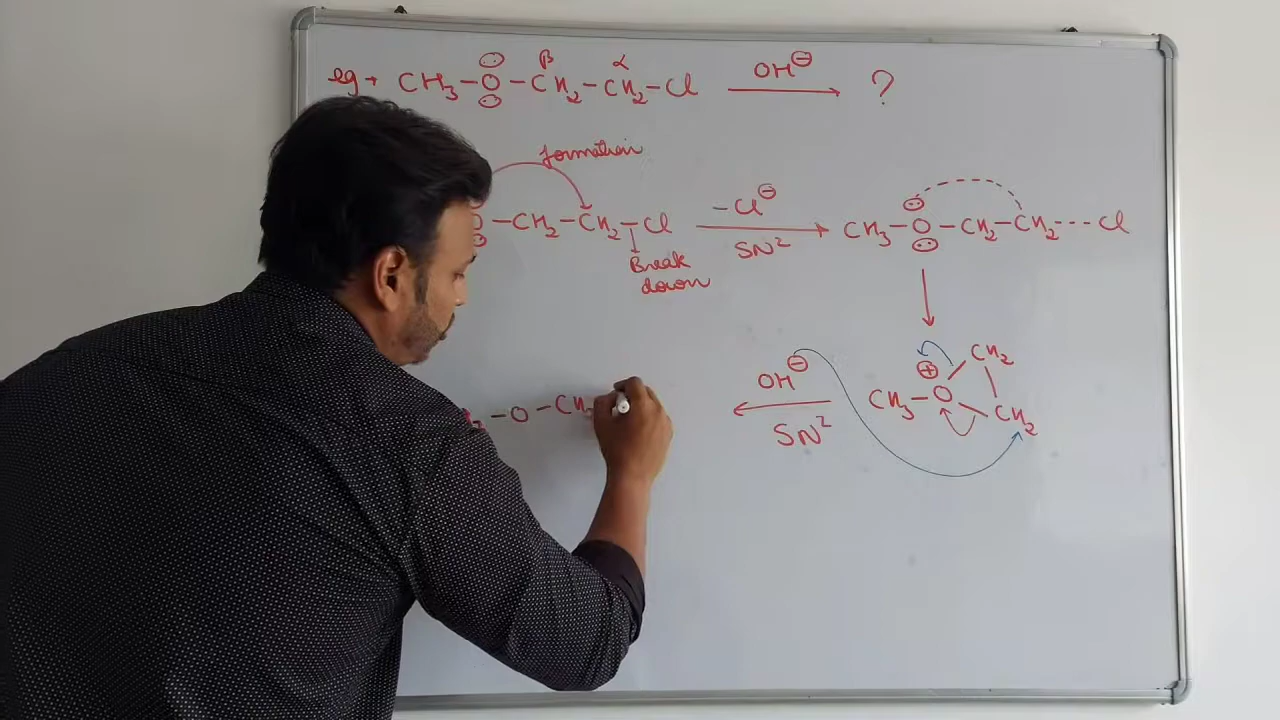 β α
eg → CH₃ – O – CH₂ – CH₂ – Cl OH⊖ ?
formation
O – CH₂ – CH₂ – Cl – Cl⊖ SN² CH₃ – O – CH₂ – CH₂ --- Cl
Break
down
CH₂
OH⊖ ⊕
– O – CH₂ SN² CH₃ – O CH₂